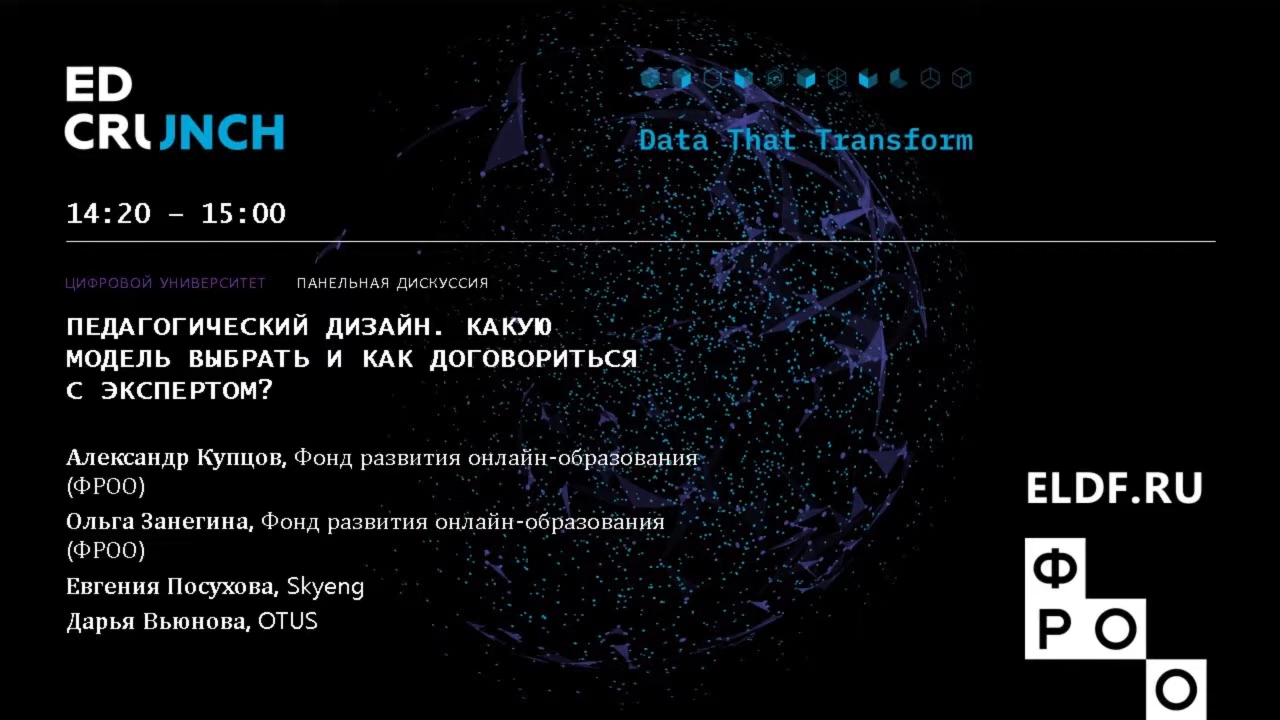 ED
CRUNCH
Data That Transform
14:20 – 15:00
ЦИФРОВОЙ УНИВЕРСИТЕТ ПАНЕЛЬНАЯ ДИСКУССИЯ
ПЕДАГОГИЧЕСКИЙ ДИЗАЙН. КАКУЮ
МОДЕЛЬ ВЫБРАТЬ И КАК ДОГОВОРИТЬСЯ
С ЭКСПЕРТОМ?
Александр Купцов, Фонд развития онлайн-образования
(ФРОО)
Ольга Занегина, Фонд развития онлайн-образования
(ФРОО)
Евгения Посухова, Skyeng
Дарья Вьюнова, OTUS
ELDF.RU
Ф
РО
О